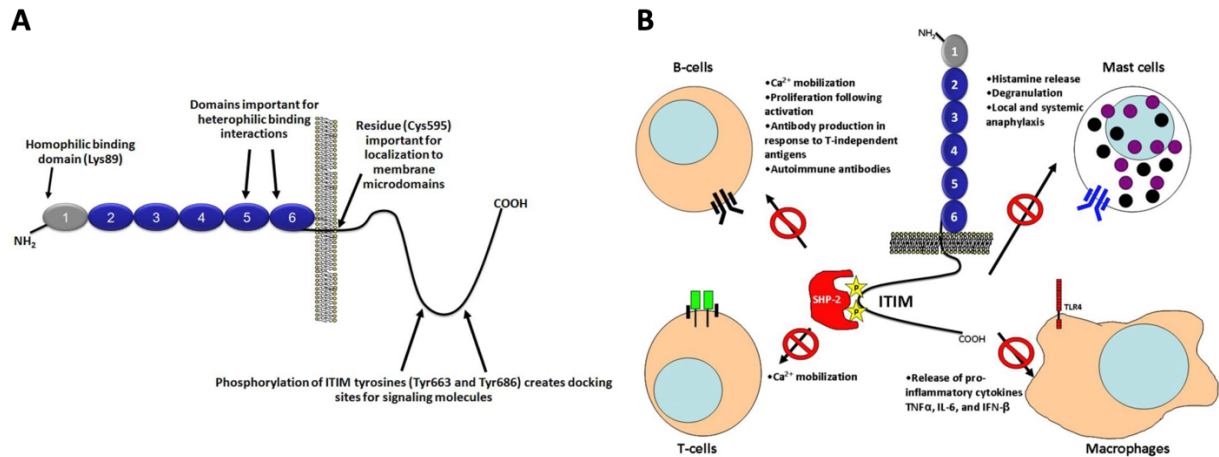 A
Homophilic binding
domain (Lys89)
Domains important for
heterophilic binding
interactions
Residue (Cys595)
important for
localization to
membrane
microdomains
1 2 3 4 5 6
NH2
COOH
Phosphorylation of ITIM tyrosines (Tyr663 and Tyr686) creates docking
sites for signaling molecules
B
NH2
1
2
3
4
5
6
B-cells
•Ca2+ mobilization
•Proliferation following
activation
•Antibody production in
response to T-independent
antigens
•Autoimmune antibodies
•Histamine release
•Degranulation
•Local and systemic
anaphylaxis
Mast cells
SHP-2
P
P
ITIM
COOH
TLR4
•Ca2+ mobilization
•Release of pro-
inflammatory cytokines
TNFα, IL-6, and IFN-β
T-cells
Macrophages